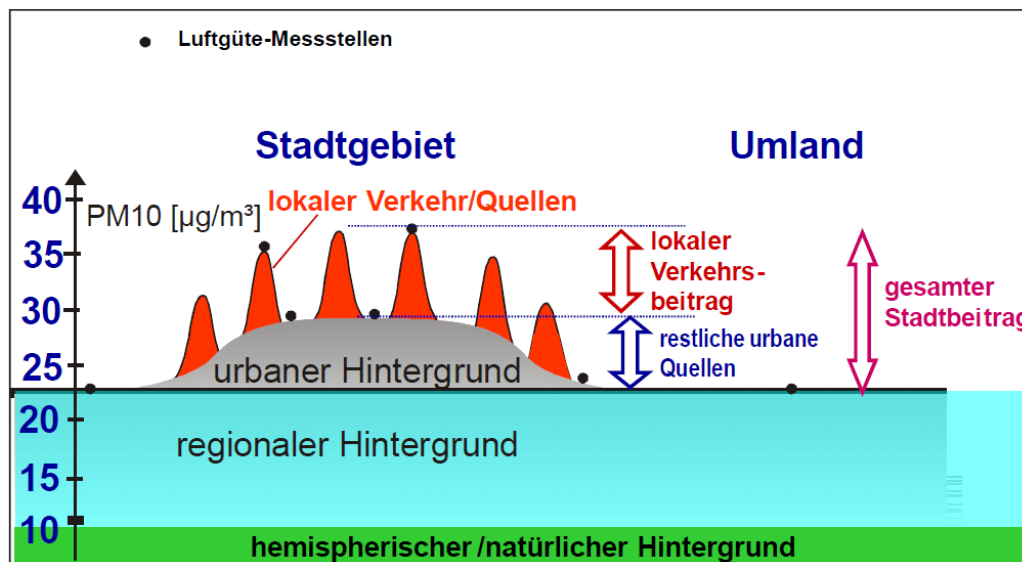 Luftgüte-Messstellen
Stadtgebiet
Umland
40
PM10 [µg/m³]
lokaler Verkehr/Quellen
35
lokaler
Verkehrs-
beitrag
gesamter
Stadtbeitrag
30
restliche urbane
Quellen
25
urbaner Hintergrund
20
regionaler Hintergrund
15
10
hemispherischer/natürlicher Hintergrund